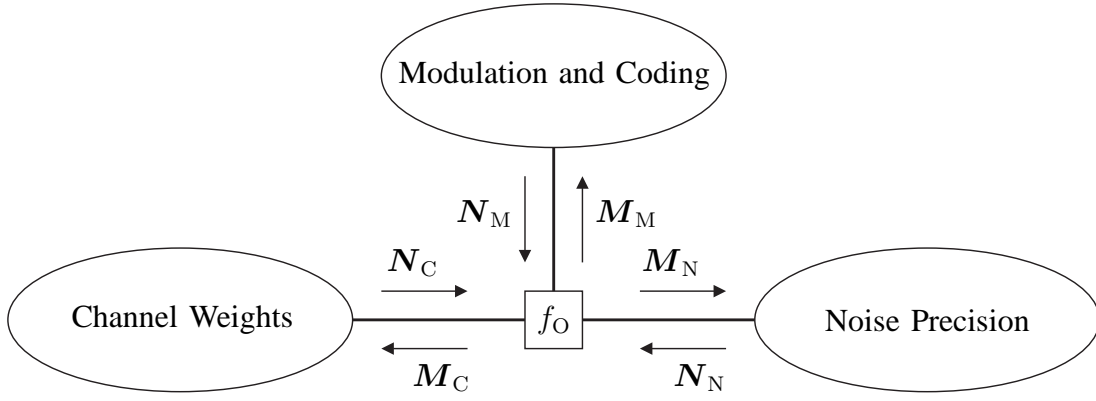 Modulation and Coding
N_M M_M
N_C M_N
Channel Weights f_O Noise Precision
M_C N_N